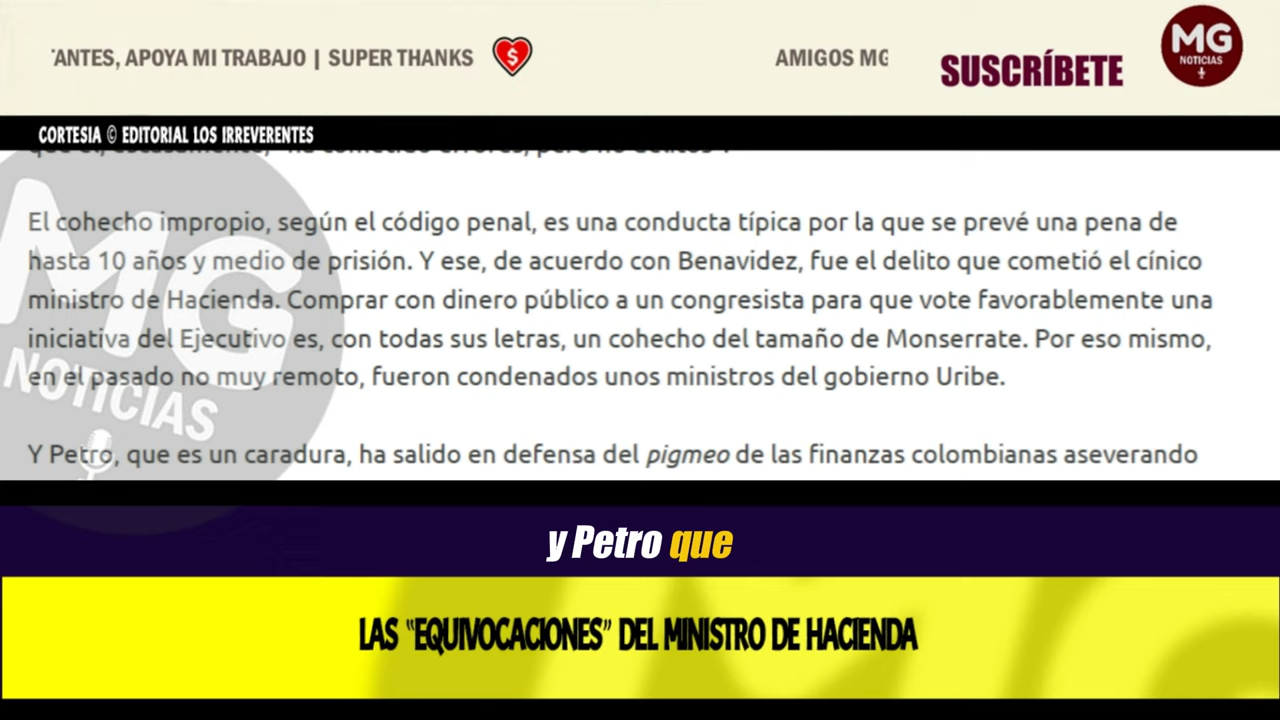 'ANTES, APOYA MI TRABAJO | SUPER THANKS
AMIGOS MG
SUSCRÍBETE
MG
NOTICIAS
CORTESIA © EDITORIAL LOS IRREVERENTES
El cohecho impropio, según el código penal, es una conducta típica por la que se prevé una pena de
hasta 10 años y medio de prisión. Y ese, de acuerdo con Benavidez, fue el delito que cometió el cínico
ministro de Hacienda. Comprar con dinero público a un congresista para que vote favorablemente una
iniciativa del Ejecutivo es, con todas sus letras, un cohecho del tamaño de Monserrate. Por eso mismo,
en el pasado no muy remoto, fueron condenados unos ministros del gobierno Uribe.
Y Petro, que es un caradura, ha salido en defensa del pigmeo de las finanzas colombianas aseverando
MG
NOTICIAS
y Petro que
LAS "EQUIVOCACIONES" DEL MINISTRO DE HACIENDA